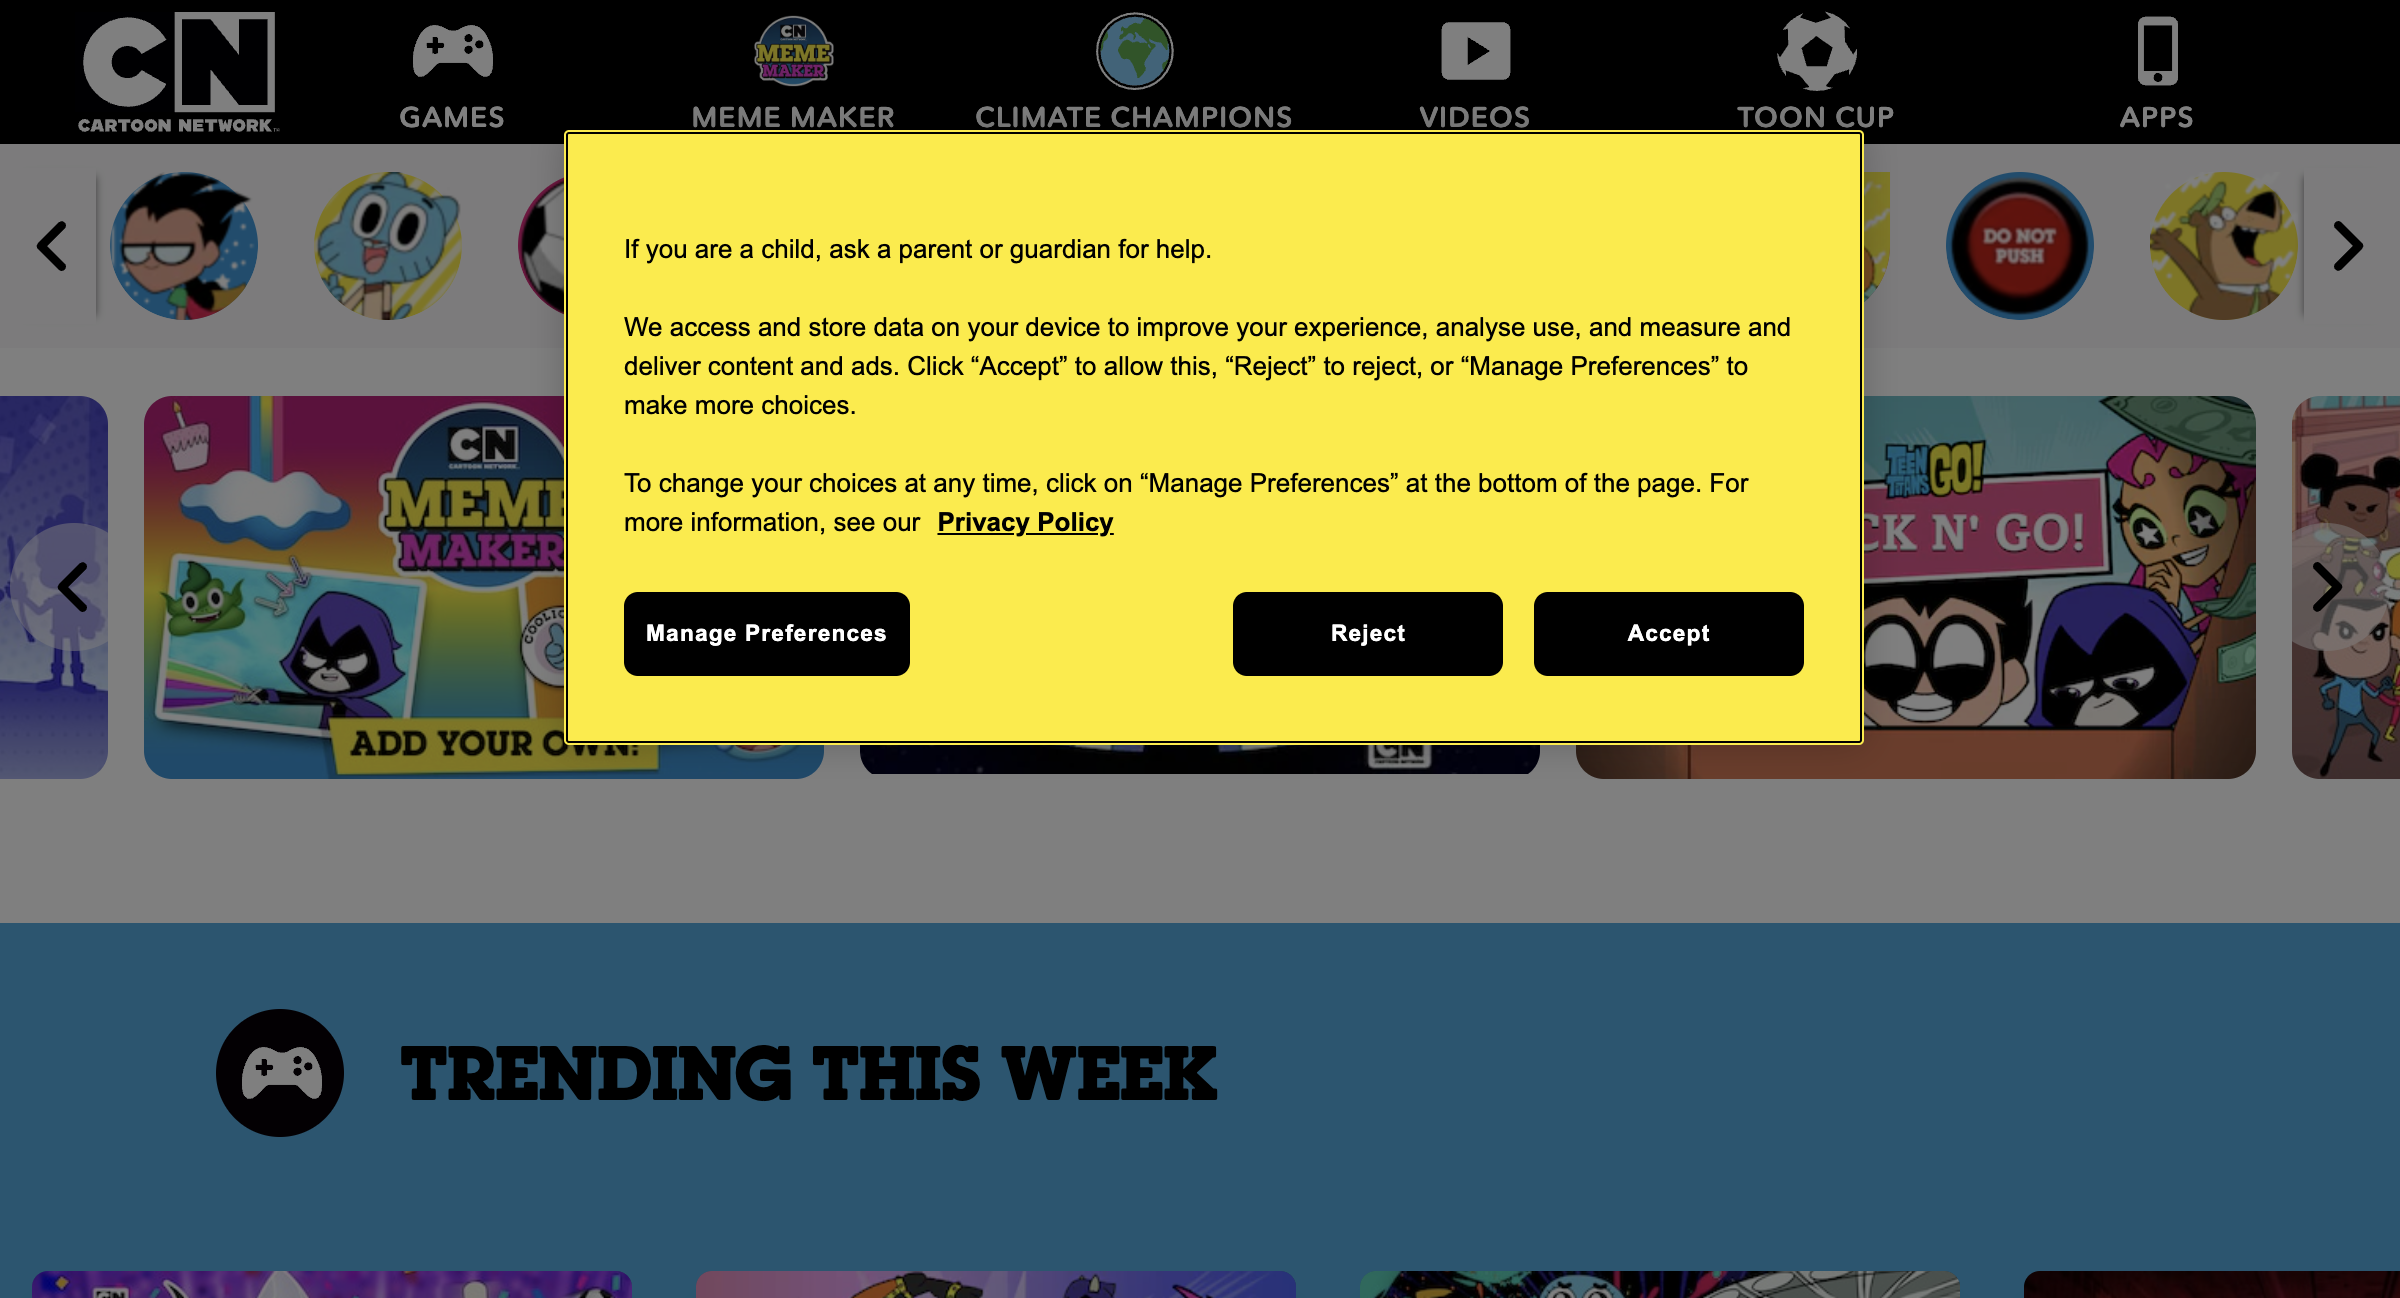 CN
CARTOON NETWORK
GAMES
CN
MEME
MAKER
MEME MAKER
CLIMATE CHAMPIONS
VIDEOS
TOON CUP
APPS
DO NOT
PUSH
If you are a child, ask a parent or guardian for help.
We access and store data on your device to improve your experience, analyse use, and measure and
deliver content and ads. Click “Accept” to allow this, “Reject” to reject, or “Manage Preferences” to
make more choices.
To change your choices at any time, click on “Manage Preferences” at the bottom of the page. For
more information, see our Privacy Policy
Manage Preferences
Reject
Accept
CN
CARTOON NETWORK
MEME
MAKER
ADD YOUR OWN!
CN
TEEN
TITANS
GO!
CK N' GO!
TRENDING THIS WEEK
CN